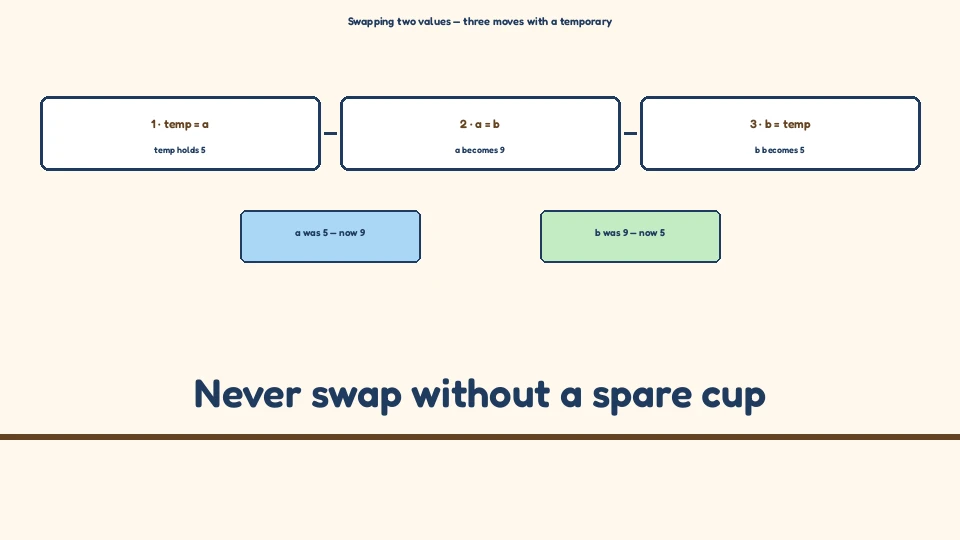 Swapping two values – three moves with a temporary
1 · temp = a
temp holds 5
2 · a = b
a becomes 9
3 · b = temp
b becomes 5
a was 5 – now 9
b was 9 – now 5
Never swap without a spare cup